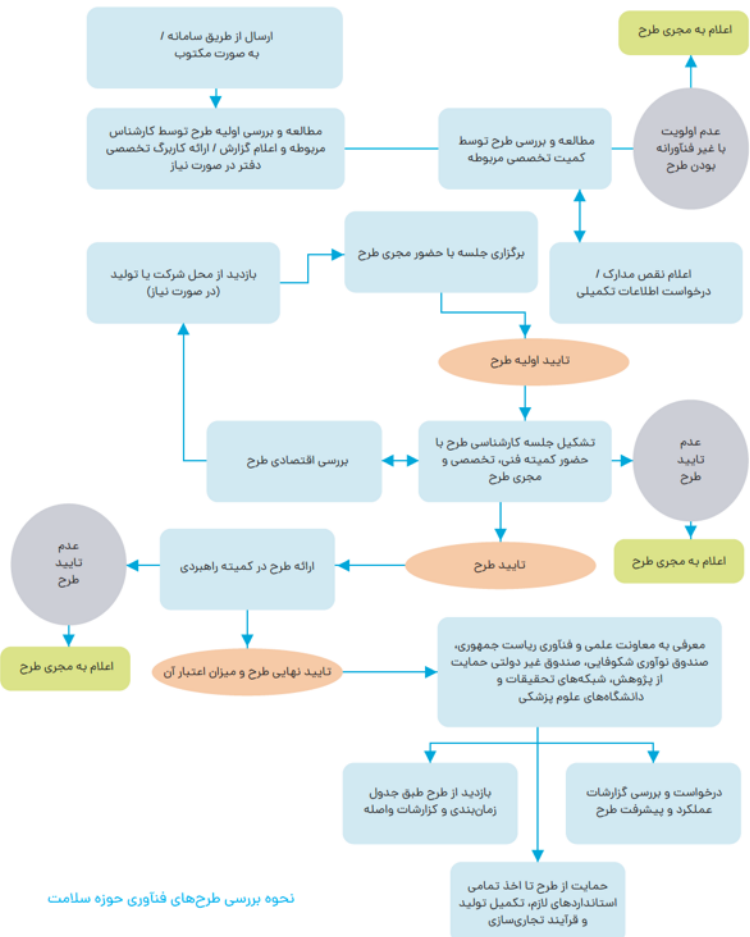 ارسال از طریق سامانه /
به صورت مکتوب
اعلام به مجری طرح
مطالعه و بررسی اولیه طرح توسط کارشناس
مربوطه و اعلام گزارش / ارائه کاربرگ تخصصی
دفتر در صورت نیاز
مطالعه و بررسی طرح توسط
کمیت تخصصی مربوطه
عدم اولویت
با غیر فنآورانه
بودن طرح
اعلام نقص مدارک /
درخواست اطلاعات تکمیلی
برگزاری جلسه با حضور مجری طرح
بازدید از محل شرکت یا تولید
(در صورت نیاز)
تایید اولیه طرح
تشکیل جلسه کارشناسی طرح با
حضور کمیته فنی، تخصصی و
مجری طرح
بررسی اقتصادی طرح
عدم
تایید
طرح
اعلام به مجری طرح
تایید طرح
ارائه طرح در کمیته راهبردی
عدم
تایید
طرح
اعلام به مجری طرح
تایید نهایی طرح و میزان اعتبار آن
معرفی به معاونت علمی و فنآوری ریاست جمهوری،
صندوق نوآوری شکوفایی، صندوق غیر دولتی حمایت
از پژوهش، شبکه‌های تحقیقات و
دانشگاه‌های علوم پزشکی
درخواست و بررسی گزارشات
عملکرد و پیشرفت طرح
بازدید از طرح طبق جدول
زمان‌بندی و کزارشات واصله
حمایت از طرح تا اخذ تمامی
استانداردهای لازم، تکمیل تولید
و قرآیند تجاری‌سازی
نحوه بررسی طرح‌های فنآوری حوزه سلامت